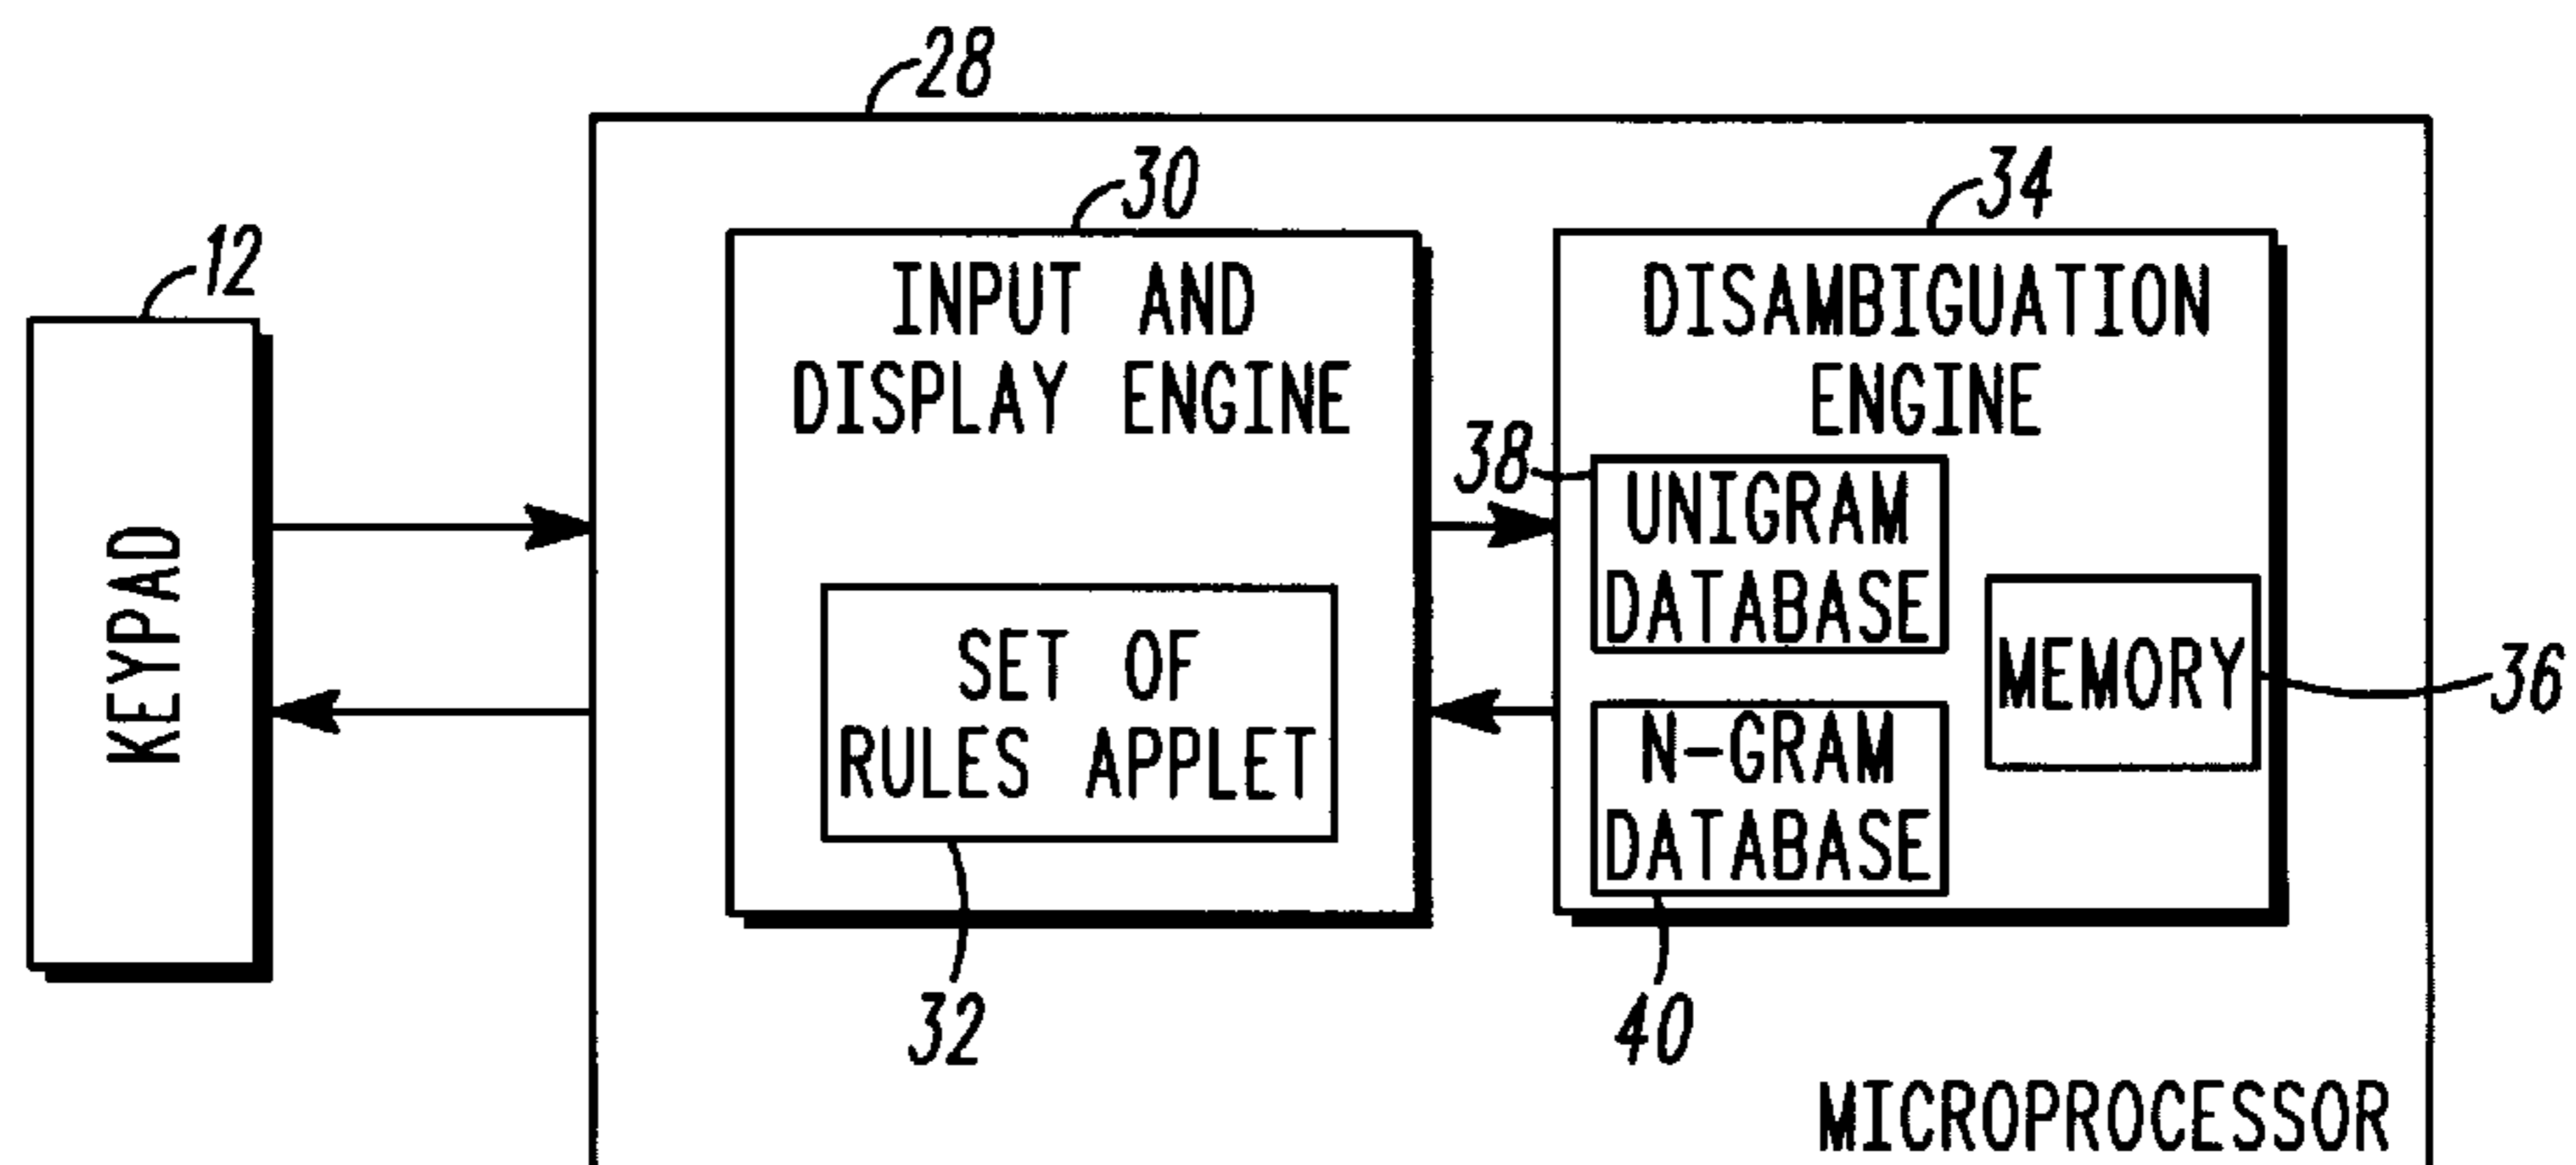 28
30
34
12
INPUT AND
DISPLAY ENGINE
DISAMBIGUATION
ENGINE
38
UNIGRAM
DATABASE
KEYPAD
SET OF
RULES APPLET
MEMORY
36
N-GRAM
DATABASE
32
40
MICROPROCESSOR